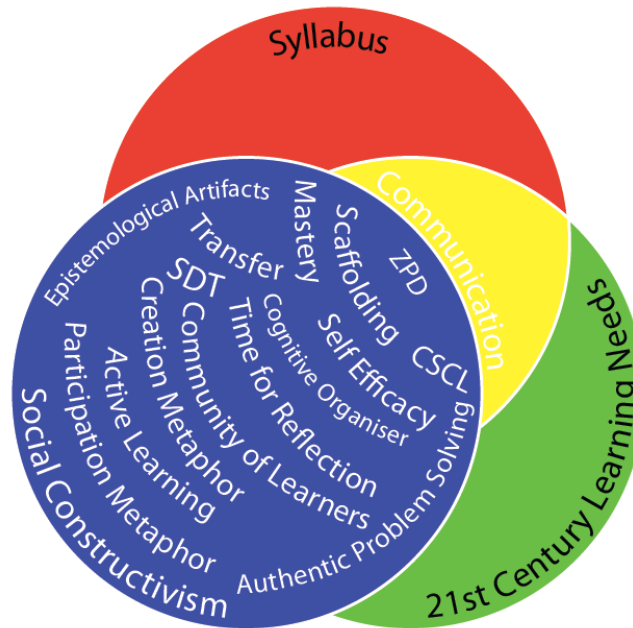 Syllabus
Communication
21st Century Learning Needs
Epistemological Artifacts
Mastery
Scaffolding
ZPD
Transfer
SDT
CSCL
Self Efficacy
Cognitive Organiser
Time for Reflection
Community of Learners
Creation Metaphor
Active Learning
Participation Metaphor
Social Constructivism
Authentic Problem Solving